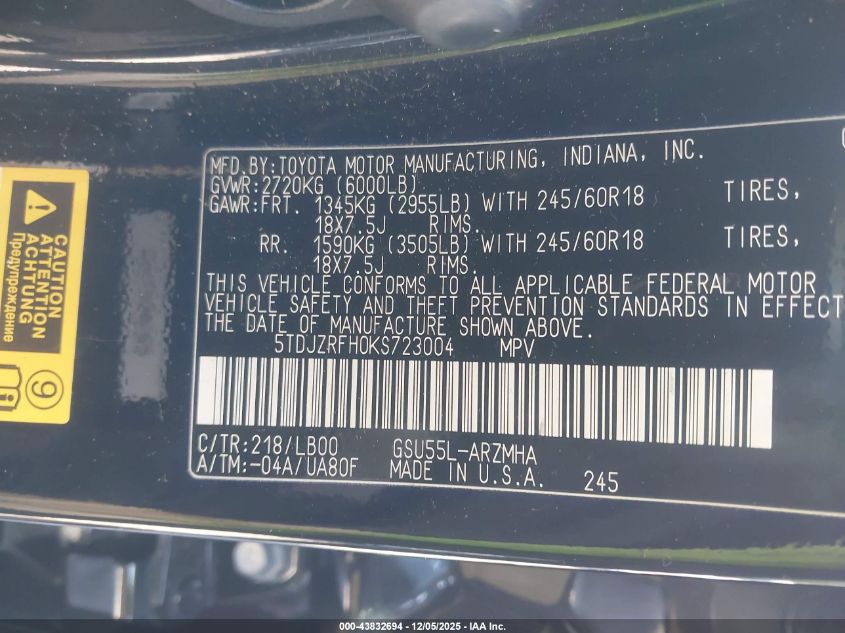 MFD.BY:TOYOTA MOTOR MANUFACTURING, INDIANA, INC.
GVWR:2720KG (6000LB)
GAWR:FRT. 1345KG (2955LB) WITH 245/60R18 TIRES,
18X7.5J RIMS.
RR. 1590KG (3505LB) WITH 245/60R18 TIRES,
18X7.5J RIMS.
THIS VEHICLE CONFORMS TO ALL APPLICABLE FEDERAL MOTOR
VEHICLE SAFETY AND THEFT PREVENTION STANDARDS IN EFFECT
THE DATE OF MANUFACTURE SHOWN ABOVE.
5TDJZRFH0KS723004 MPV
C/TR:218/LB00 GSU55L-ARZMHA
A/TM:-04A/UA80F MADE IN U.S.A. 245
CAUTION
ATTENTION
ACHTUNG
Предупреждение
9
000-43832694 - 12/05/2025 - IAA Inc.